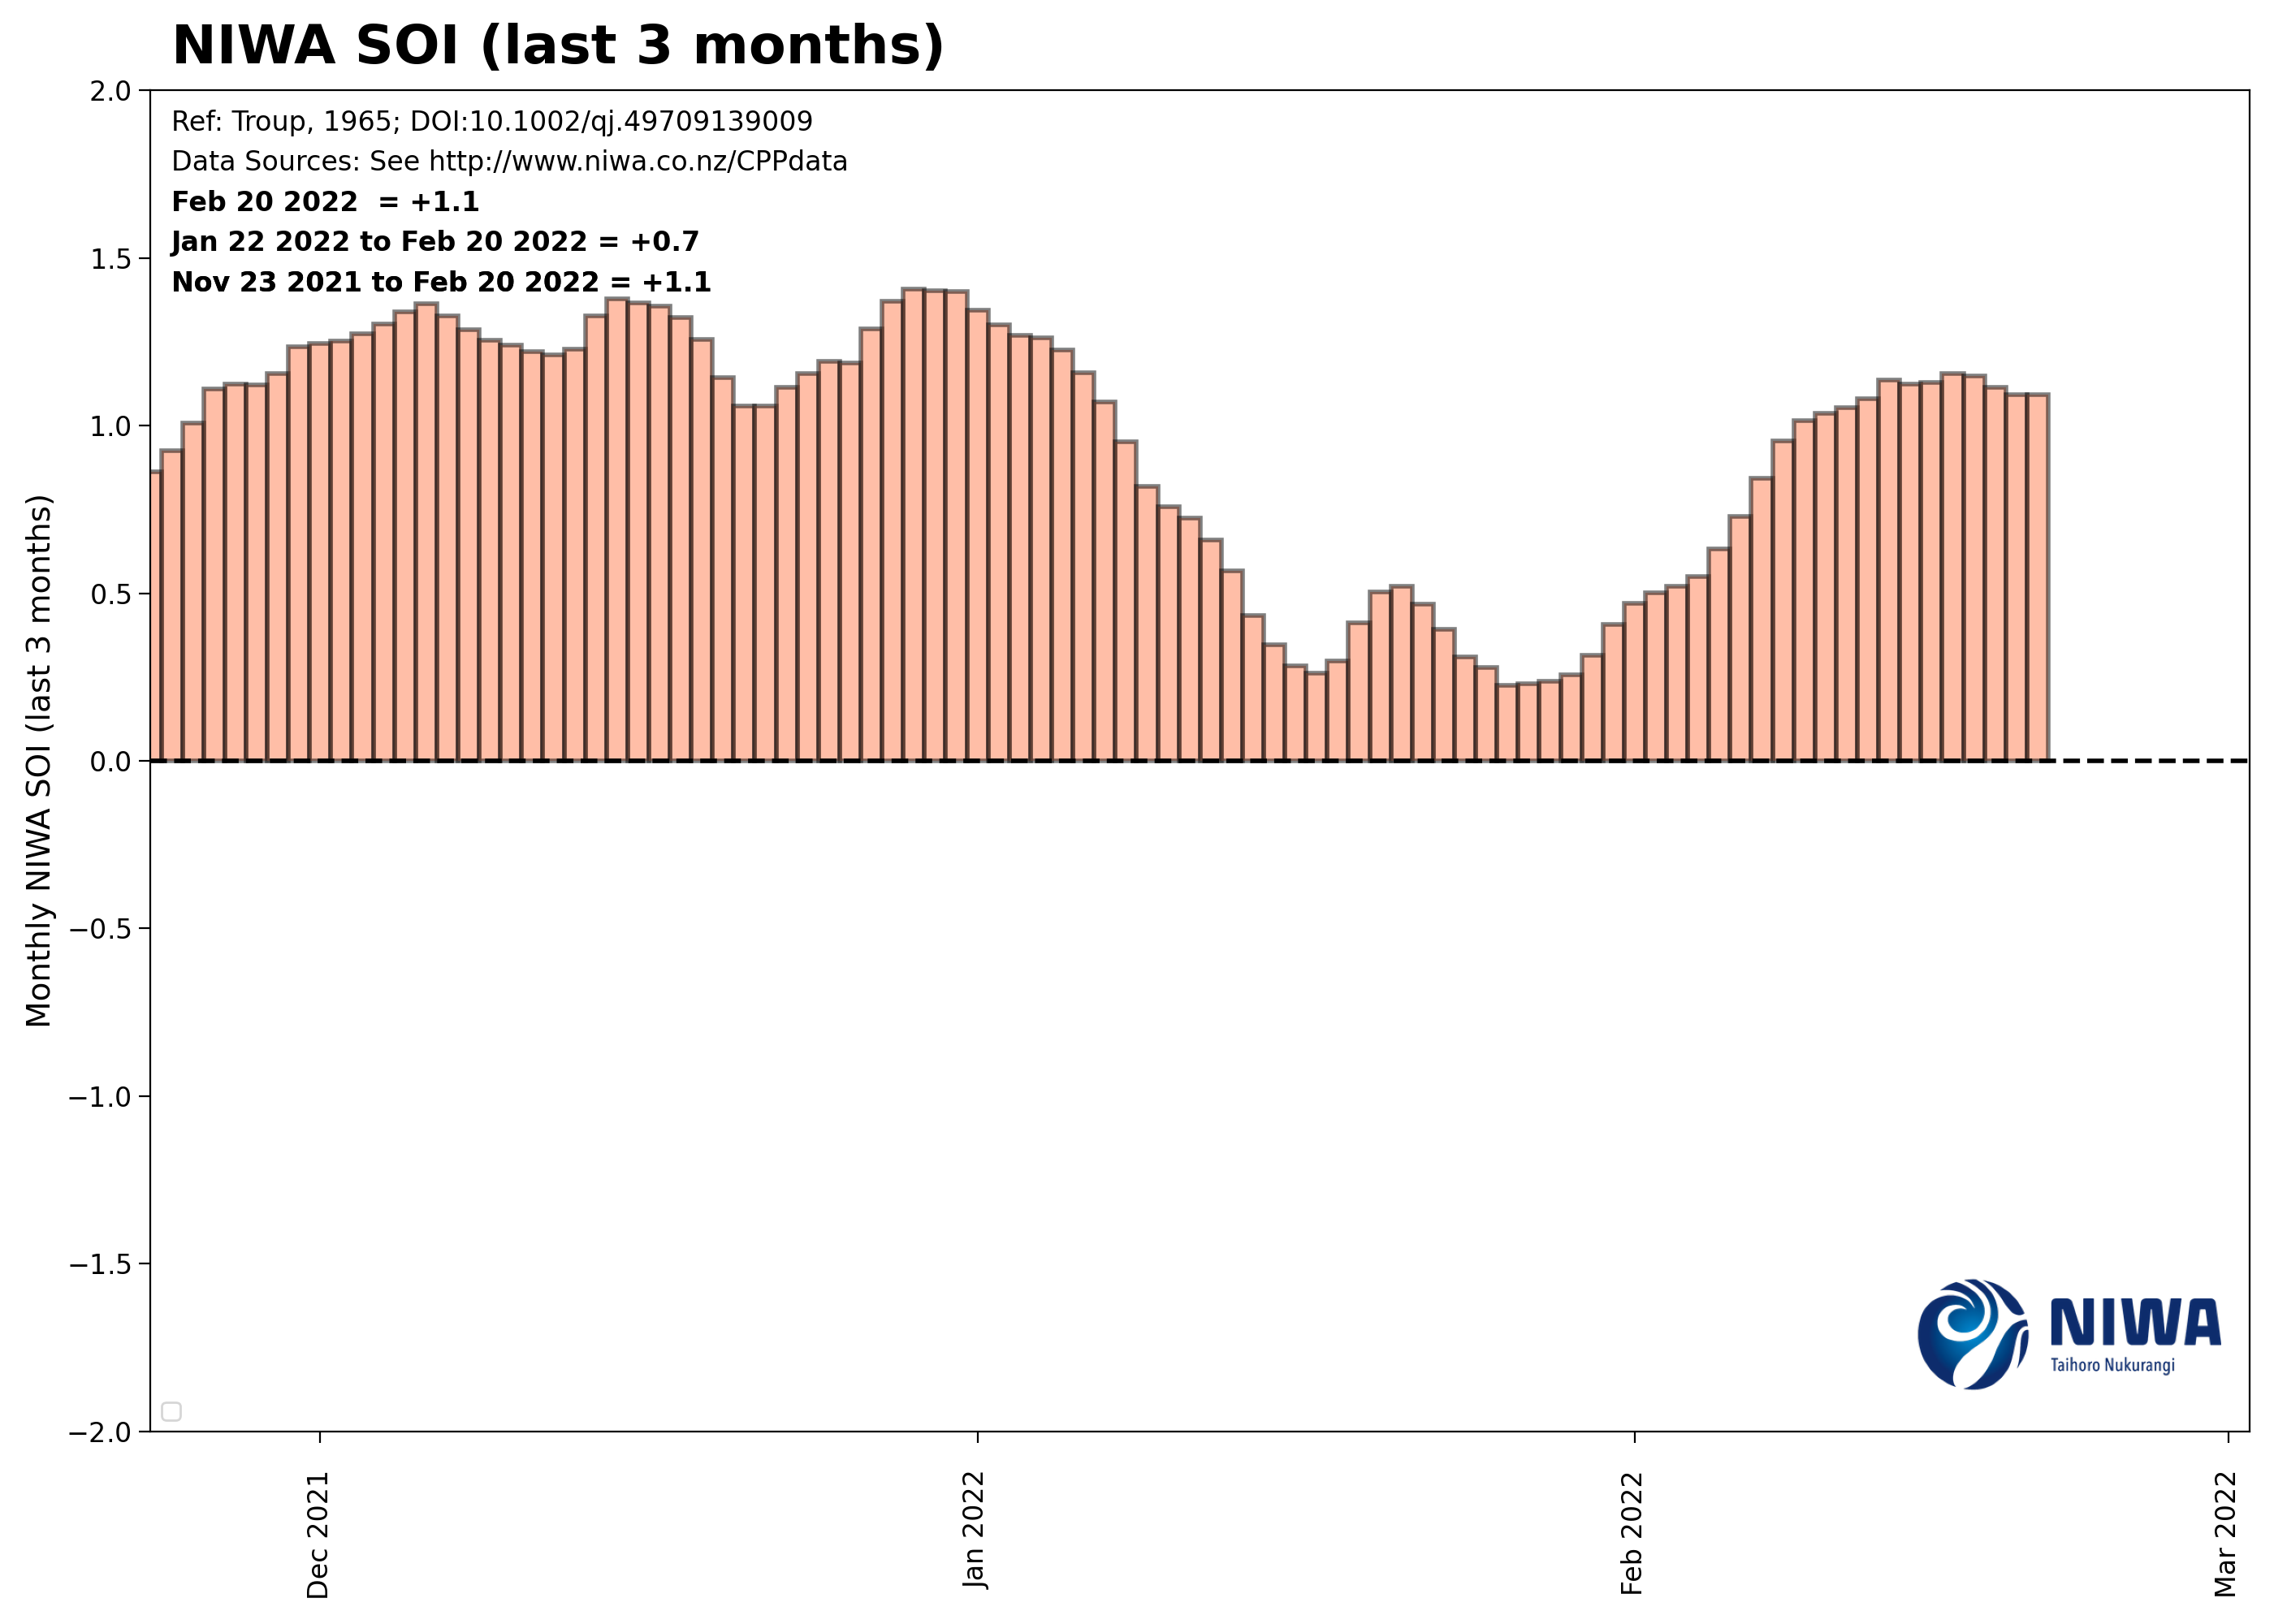 NIWA SOI (last 3 months)
Ref: Troup, 1965; DOI:10.1002/qj.49709139009
Data Sources: See http://www.niwa.co.nz/CPPdata
Feb 20 2022  = +1.1
Jan 22 2022 to Feb 20 2022 = +0.7
Nov 23 2021 to Feb 20 2022 = +1.1
Monthly NIWA SOI (last 3 months)
2.0
1.5
1.0
0.5
0.0
−0.5
−1.0
−1.5
−2.0
NIWA
Taihoro Nukurangi
Dec 2021
Jan 2022
Feb 2022
Mar 2022